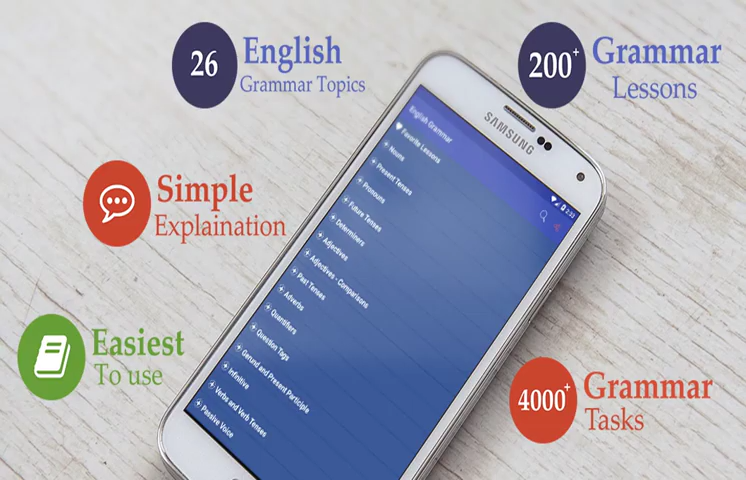 26 English
Grammar Topics
200+ Grammar
Lessons
Simple
Explaination
Easiest
To use
4000+ Grammar
Tasks
SAMSUNG
2:33
English Grammar
Favorite Lessons
Nouns
Present Tenses
Pronouns
Future Tenses
Determiners
Adjectives
Adjectives - Comparisons
Past Tenses
Adverbs
Quantifiers
Question Tags
Gerund and Present Participle
Infinitive
Verbs and Verb Tenses
Passive Voice